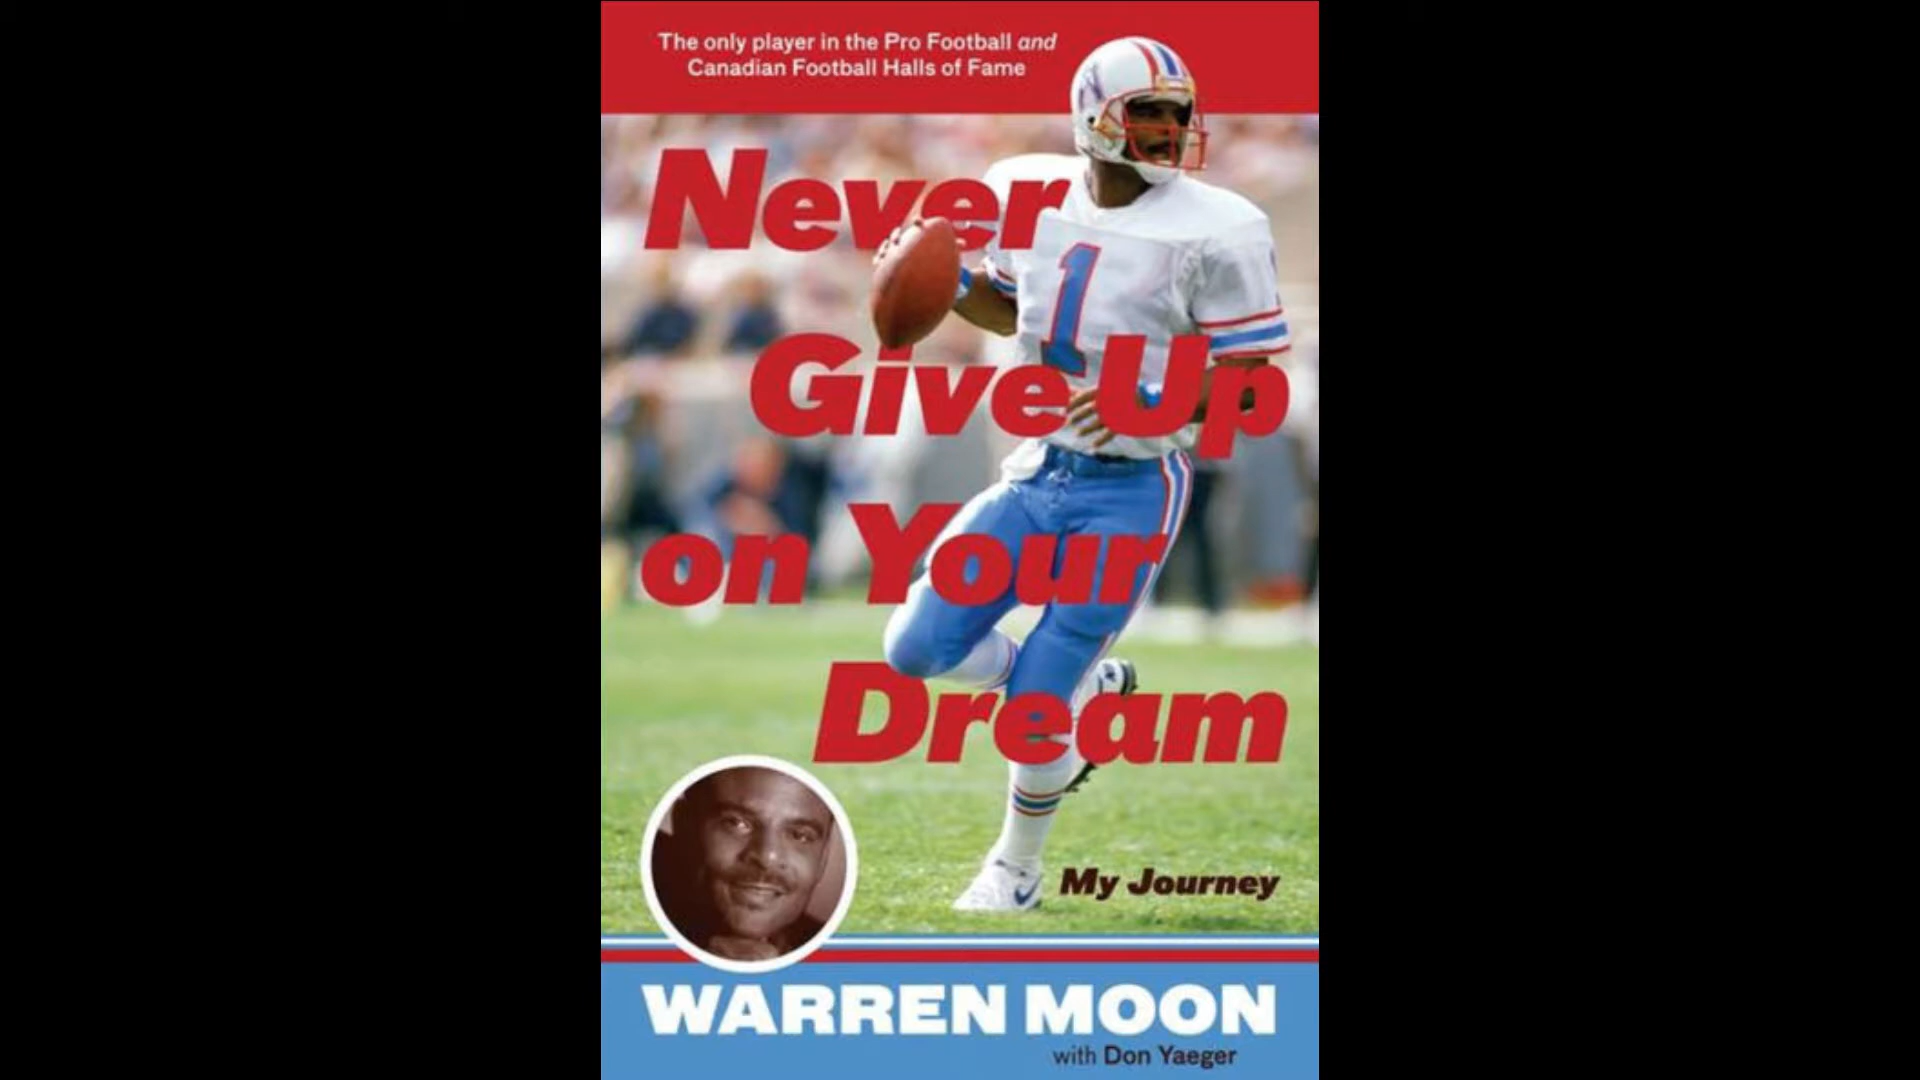 The only player in the Pro Football and
Canadian Football Halls of Fame
Never
1
Give Up
on Your
Dream
My Journey
WARREN MOON
with Don Yaeger